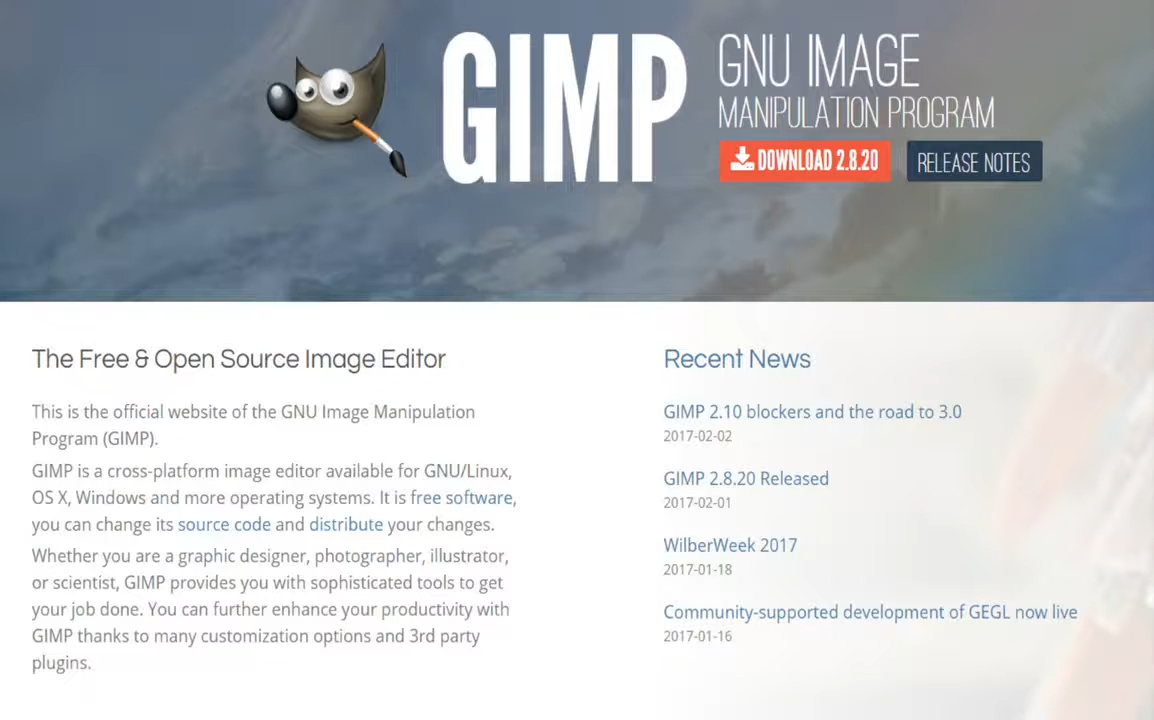 GIMP
GNU IMAGE
MANIPULATION PROGRAM
DOWNLOAD 2.8.20
RELEASE NOTES
The Free & Open Source Image Editor
This is the official website of the GNU Image Manipulation
Program (GIMP).
GIMP is a cross-platform image editor available for GNU/Linux,
OS X, Windows and more operating systems. It is free software,
you can change its source code and distribute your changes.
Whether you are a graphic designer, photographer, illustrator,
or scientist, GIMP provides you with sophisticated tools to get
your job done. You can further enhance your productivity with
GIMP thanks to many customization options and 3rd party
plugins.
Recent News
GIMP 2.10 blockers and the road to 3.0
2017-02-02
GIMP 2.8.20 Released
2017-02-01
WilberWeek 2017
2017-01-18
Community-supported development of GEGL now live
2017-01-16